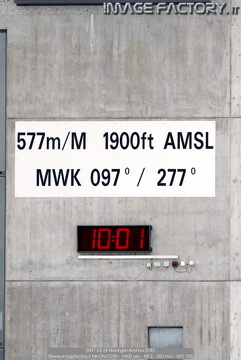 IMAGE FACTORY.it
577m/M 1900ft AMSL
MWK 097° / 277°
10:01